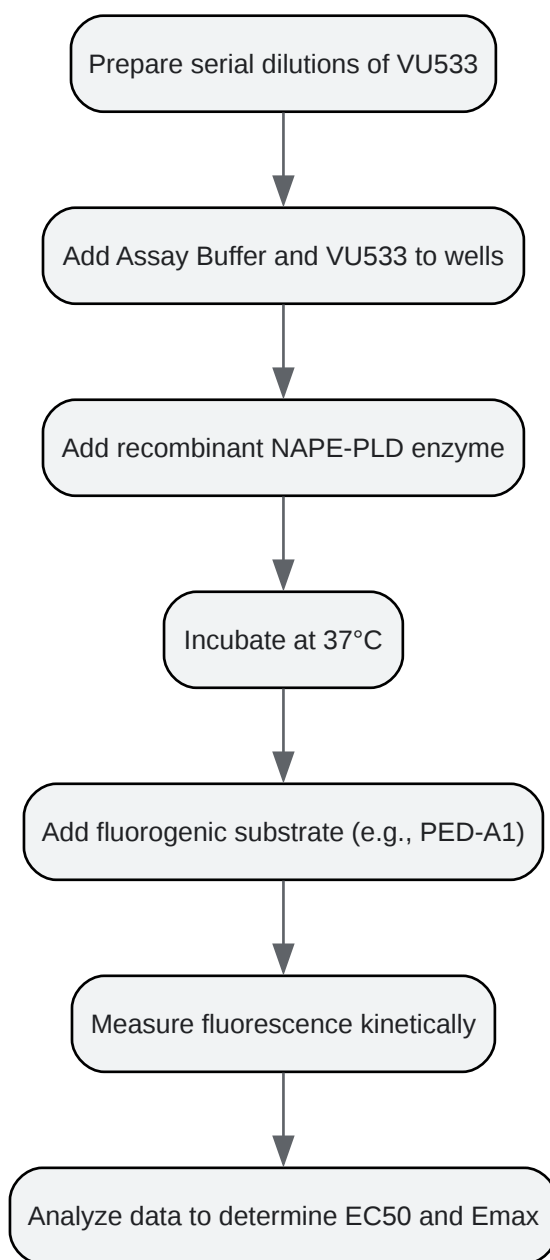 Prepare serial dilutions of VU533
Add Assay Buffer and VU533 to wells
Add recombinant NAPE-PLD enzyme
Incubate at 37°C
Add fluorogenic substrate (e.g., PED-A1)
Measure fluorescence kinetically
Analyze data to determine EC50 and Emax